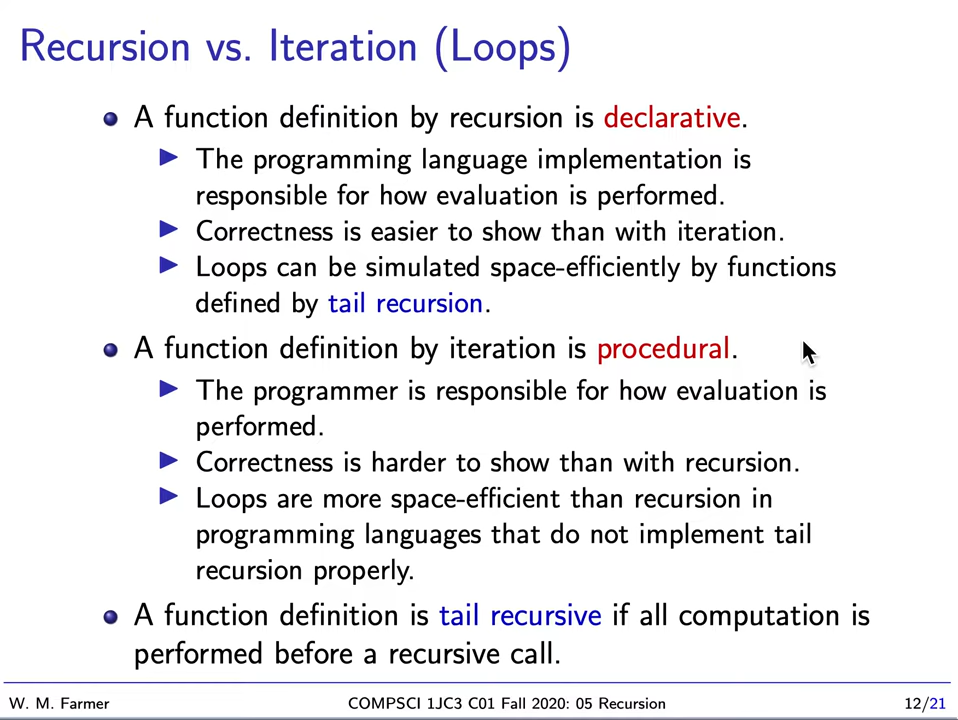 Recursion vs. Iteration (Loops)
A function definition by recursion is declarative.
The programming language implementation is
responsible for how evaluation is performed.
Correctness is easier to show than with iteration.
Loops can be simulated space-efficiently by functions
defined by tail recursion.
A function definition by iteration is procedural.
The programmer is responsible for how evaluation is
performed.
Correctness is harder to show than with recursion.
Loops are more space-efficient than recursion in
programming languages that do not implement tail
recursion properly.
A function definition is tail recursive if all computation is
performed before a recursive call.
W. M. Farmer COMPSCI 1JC3 C01 Fall 2020: 05 Recursion 12/21